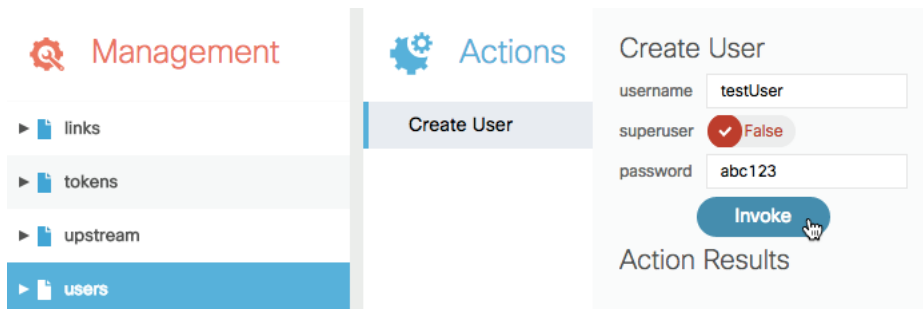 Management
links
tokens
upstream
users
Actions
Create User
Create User
username testUser
superuser False
password abc123
Invoke
Action Results